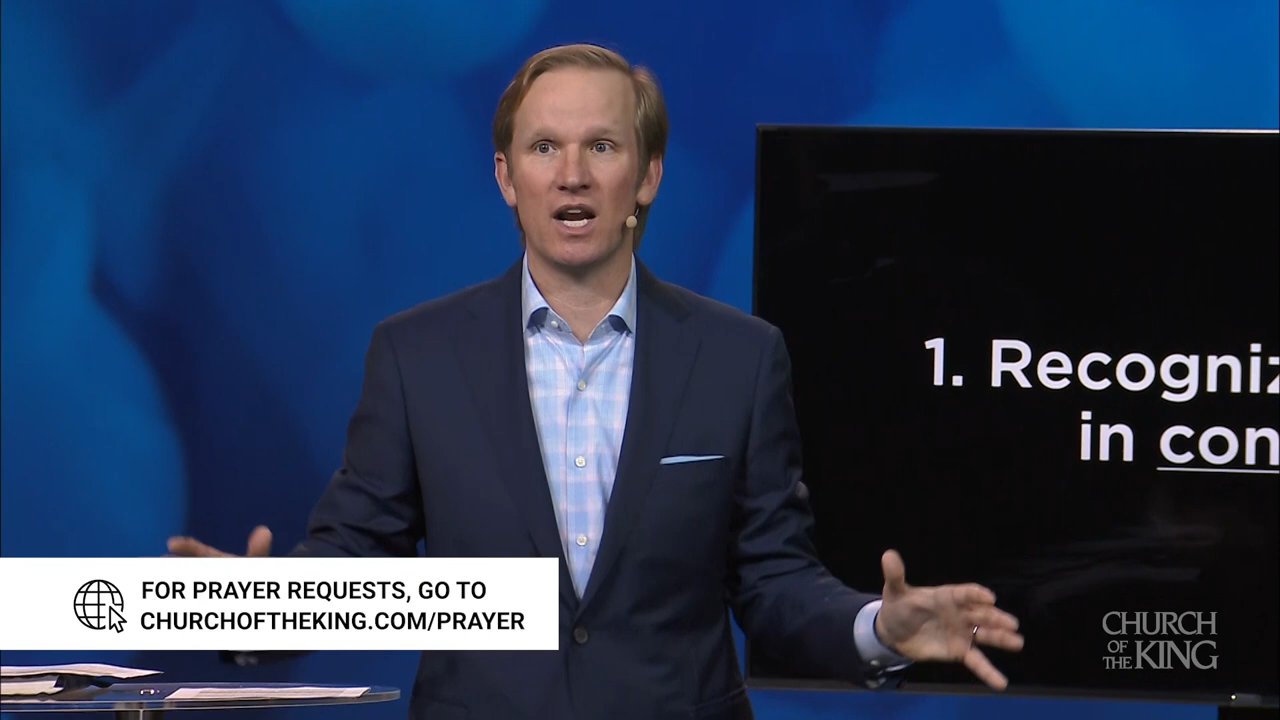 1. Recogniz
in con
FOR PRAYER REQUESTS, GO TO
CHURCHOFTHEKING.COM/PRAYER
CHURCH
OF
THE KING